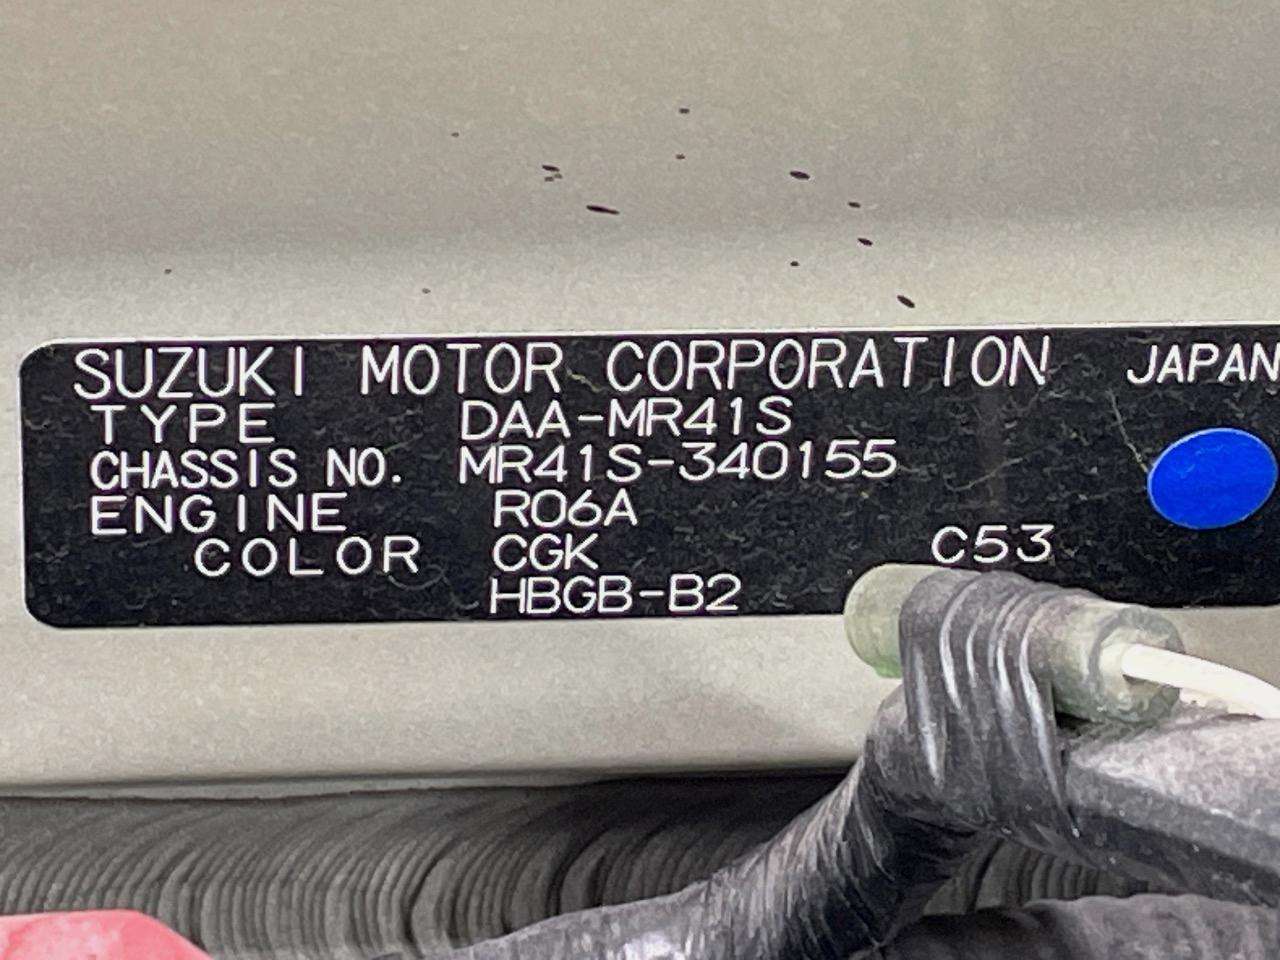 SUZUKI MOTOR CORPORATION JAPAN
TYPE DAA-MR41S
CHASSIS NO. MR41S-340155
ENGINE R06A
COLOR CGK C53
HBGB-B2